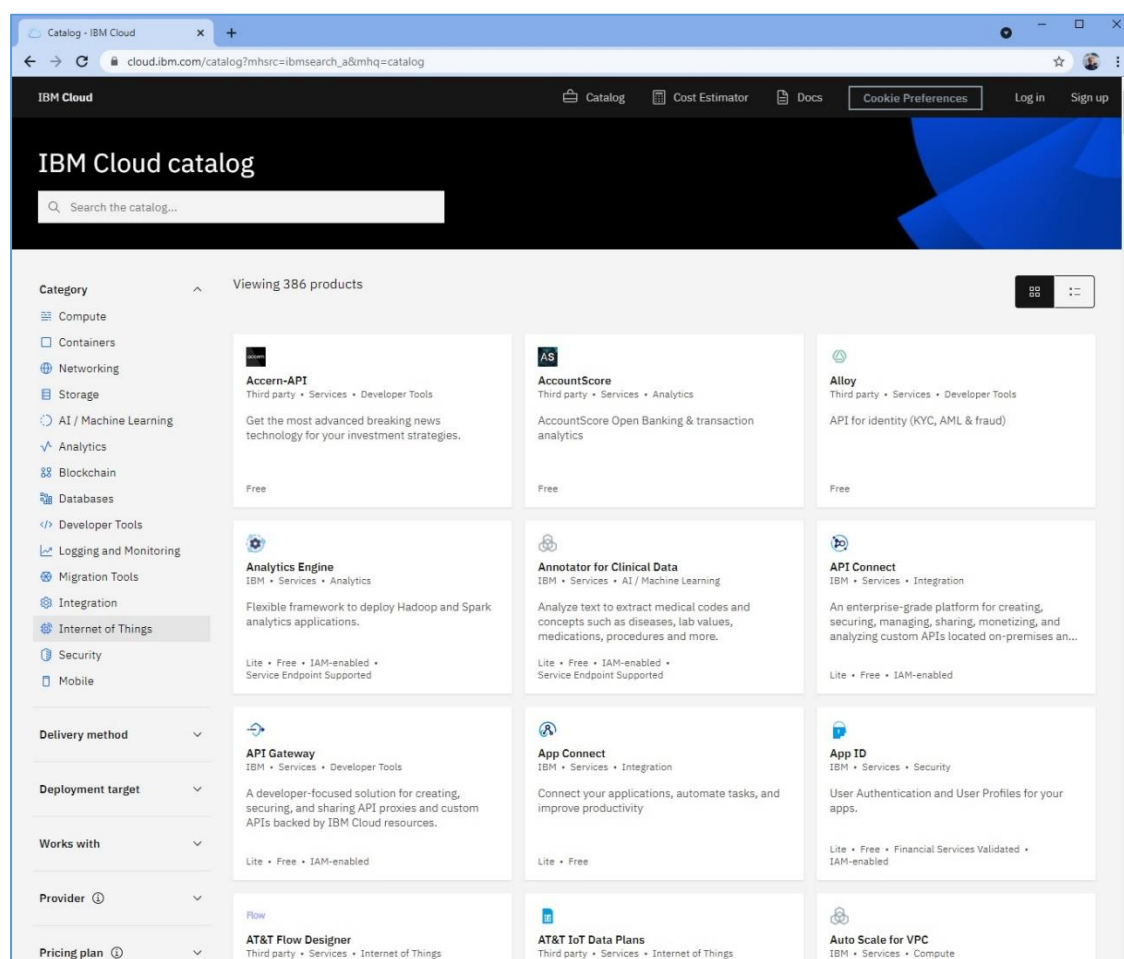 Catalog - IBM Cloud
cloud.ibm.com/catalog?mhsrc=ibmsearch_a&mhq=catalog
IBM Cloud
Catalog
Cost Estimator
Docs
Cookie Preferences
Log in
Sign up
IBM Cloud catalog
Search the catalog...
Category
Compute
Containers
Networking
Storage
AI / Machine Learning
Analytics
Blockchain
Databases
Developer Tools
Logging and Monitoring
Migration Tools
Integration
Internet of Things
Security
Mobile
Delivery method
Deployment target
Works with
Provider
Pricing plan
Viewing 386 products
accern
Accern-API
Third party • Services • Developer Tools
Get the most advanced breaking news
technology for your investment strategies.
Free
AS
AccountScore
Third party • Services • Analytics
AccountScore Open Banking & transaction
analytics
Free
Alloy
Third party • Services • Developer Tools
API for identity (KYC, AML & fraud)
Free
Analytics Engine
IBM • Services • Analytics
Flexible framework to deploy Hadoop and Spark
analytics applications.
Lite • Free • IAM-enabled •
Service Endpoint Supported
Annotator for Clinical Data
IBM • Services • AI / Machine Learning
Analyze text to extract medical codes and
concepts such as diseases, lab values,
medications, procedures and more.
Lite • Free • IAM-enabled •
Service Endpoint Supported
API Connect
IBM • Services • Integration
An enterprise-grade platform for creating,
securing, managing, sharing, monetizing, and
analyzing custom APIs located on-premises an...
Lite • Free • IAM-enabled
API Gateway
IBM • Services • Developer Tools
A developer-focused solution for creating,
securing, and sharing API proxies and custom
APIs backed by IBM Cloud resources.
Lite • Free • IAM-enabled
App Connect
IBM • Services • Integration
Connect your applications, automate tasks, and
improve productivity
Lite • Free
App ID
IBM • Services • Security
User Authentication and User Profiles for your
apps.
Lite • Free • Financial Services Validated •
IAM-enabled
Flow
AT&T Flow Designer
Third party • Services • Internet of Things
AT&T IoT Data Plans
Third party • Services • Internet of Things
Auto Scale for VPC
IBM • Services • Compute